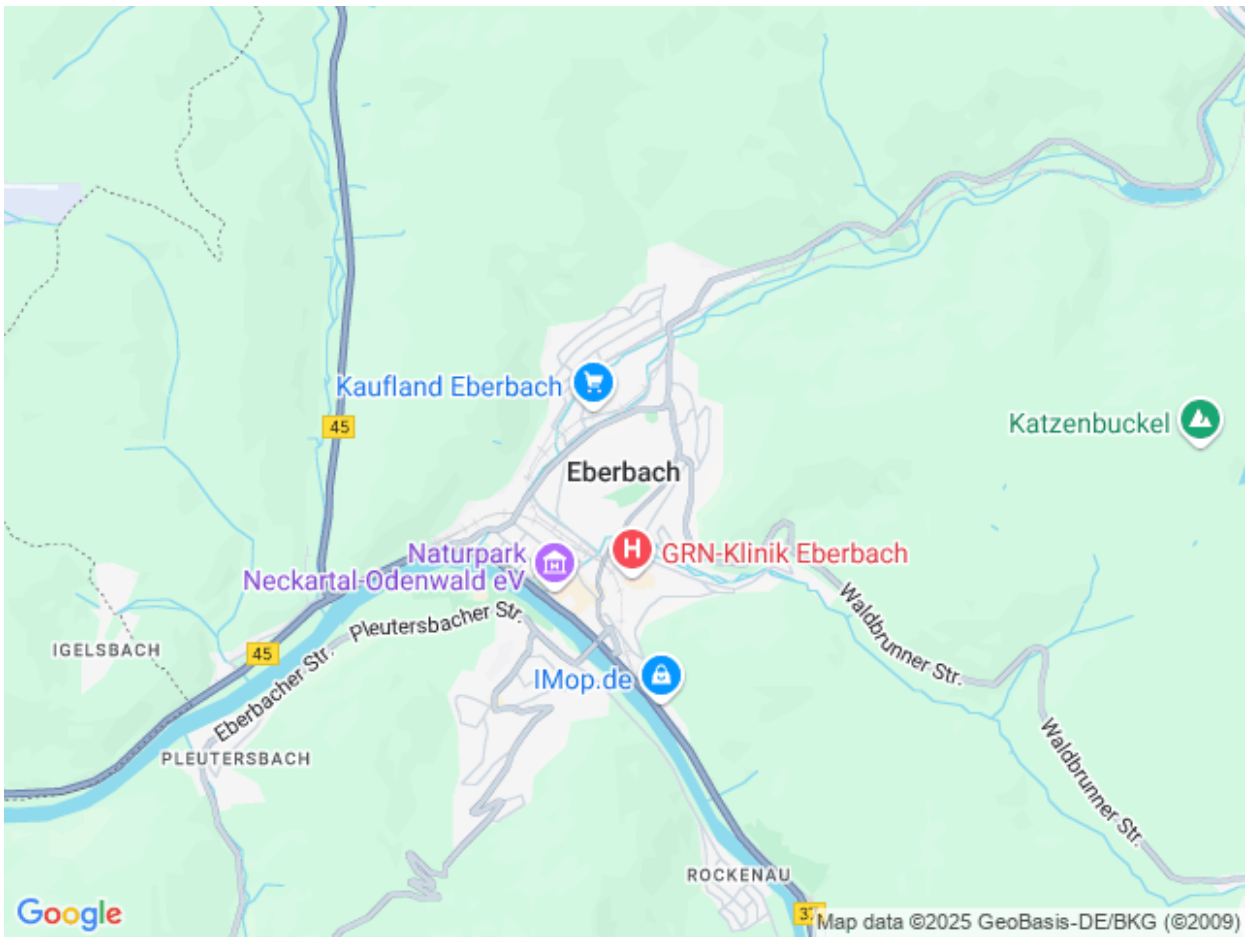 Kaufland Eberbach
45
Katzenbuckel
Eberbach
Naturpark
Neckartal-Odenwald eV
GRN-Klinik Eberbach
Pleutersbacher Str.
Waldbrunner Str.
IGELSBACH
45
Eberbacher Str.
IMop.de
PLEUTERSBACH
Waldbrunner Str.
ROCKENAU
Google
37
Map data ©2025 GeoBasis-DE/BKG (©2009)